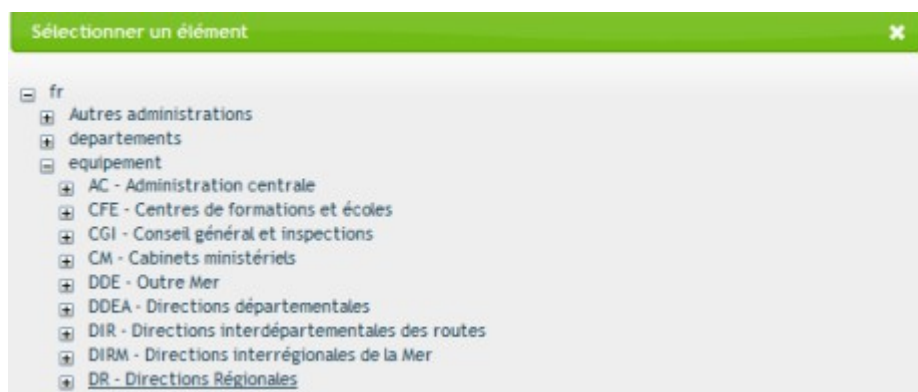 Sélectionner un élément
fr
Autres administrations
departements
equipement
AC - Administration centrale
CFE - Centres de formations et écoles
CGI - Conseil général et inspections
CM - Cabinets ministériels
DDE - Outre Mer
DDEA - Directions départementales
DIR - Directions interdépartementales des routes
DIRM - Directions interrégionales de la Mer
DR - Directions Régionales